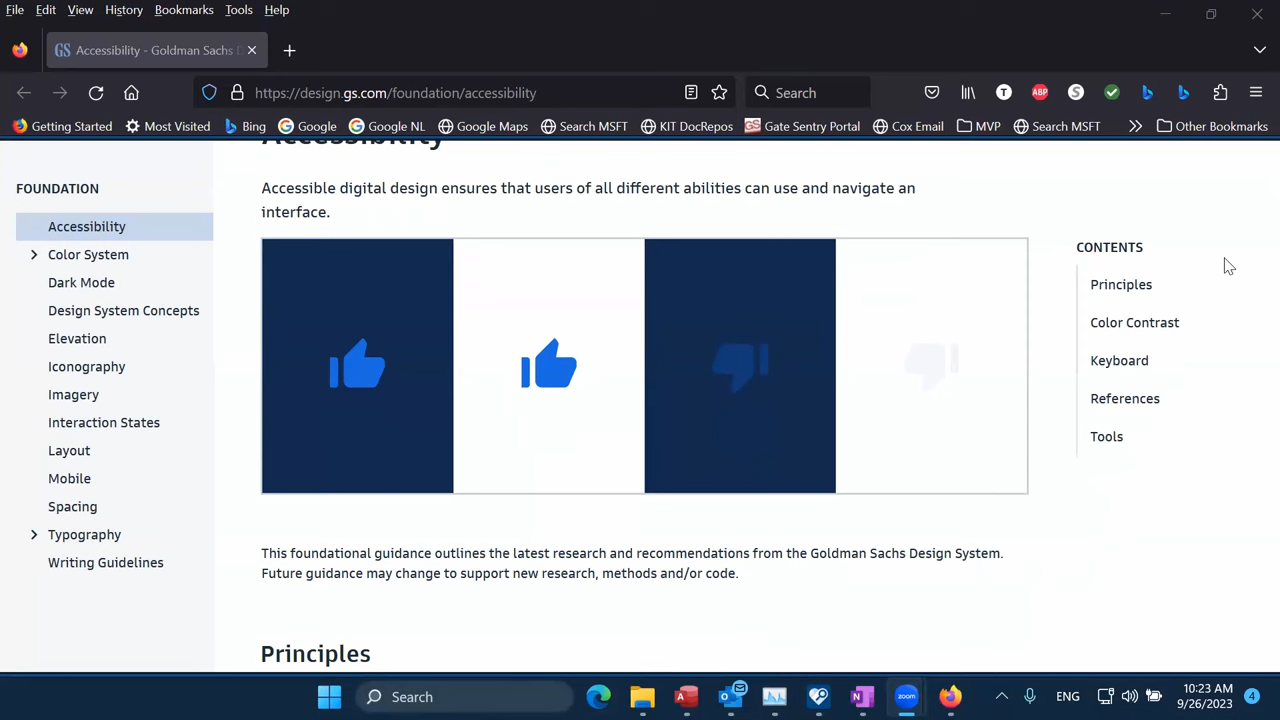 File Edit View History Bookmarks Tools Help
GS Accessibility - Goldman Sachs
https://design.gs.com/foundation/accessibility
Search
T ABP S
Getting Started Most Visited Bing Google Google NL Google Maps Search MSFT KIT DocRepos Gate Sentry Portal Cox Email MVP Search MSFT Other Bookmarks
Accessibility
FOUNDATION
Accessibility
Color System
Dark Mode
Design System Concepts
Elevation
Iconography
Imagery
Interaction States
Layout
Mobile
Spacing
Typography
Writing Guidelines
Accessible digital design ensures that users of all different abilities can use and navigate an
interface.
This foundational guidance outlines the latest research and recommendations from the Goldman Sachs Design System.
Future guidance may change to support new research, methods and/or code.
Principles
CONTENTS
Principles
Color Contrast
Keyboard
References
Tools
Search
zoom
ENG
10:23 AM
9/26/2023
4